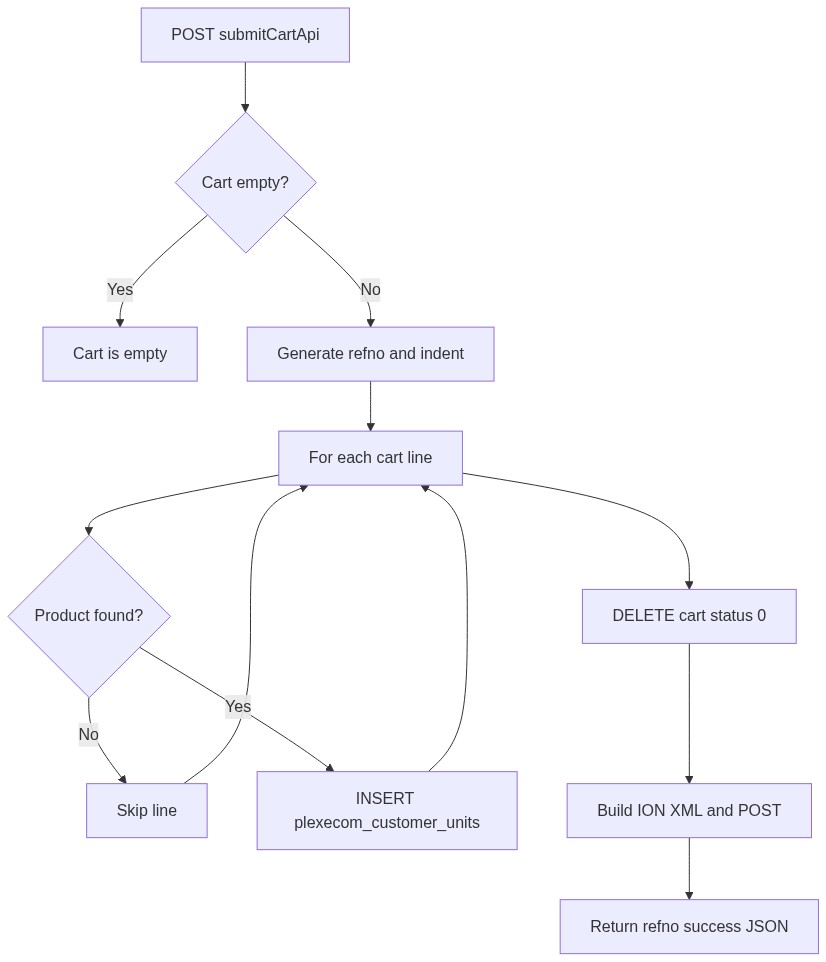 POST submitCartApi
Cart empty?
Yes
No
Cart is empty
Generate refno and indent
For each cart line
Product found?
DELETE cart status 0
Yes
No
Skip line
INSERT
plexecom_customer_units
Build ION XML and POST
Return refno success JSON